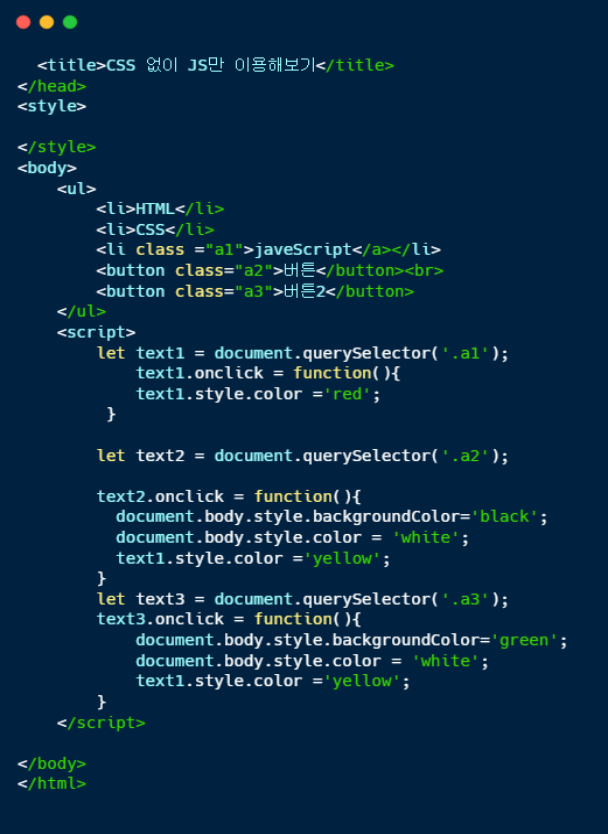 <title>CSS 없이 JS만 이용해보기</title>
</head>
<style>
</style>
<body>
<ul>
<li>HTML</li>
<li>CSS</li>
<li class ="a1">javeScript</a></li>
<button class="a2">버튼</button><br>
<button class="a3">버튼2</button>
</ul>
<script>
let text1 = document.querySelector('.a1');
text1.onclick = function(){
text1.style.color ='red';
}
let text2 = document.querySelector('.a2');
text2.onclick = function(){
document.body.style.backgroundColor='black';
document.body.style.color = 'white';
text1.style.color ='yellow';
}
let text3 = document.querySelector('.a3');
text3.onclick = function(){
document.body.style.backgroundColor='green';
document.body.style.color = 'white';
text1.style.color ='yellow';
}
</script>
</body>
</html>